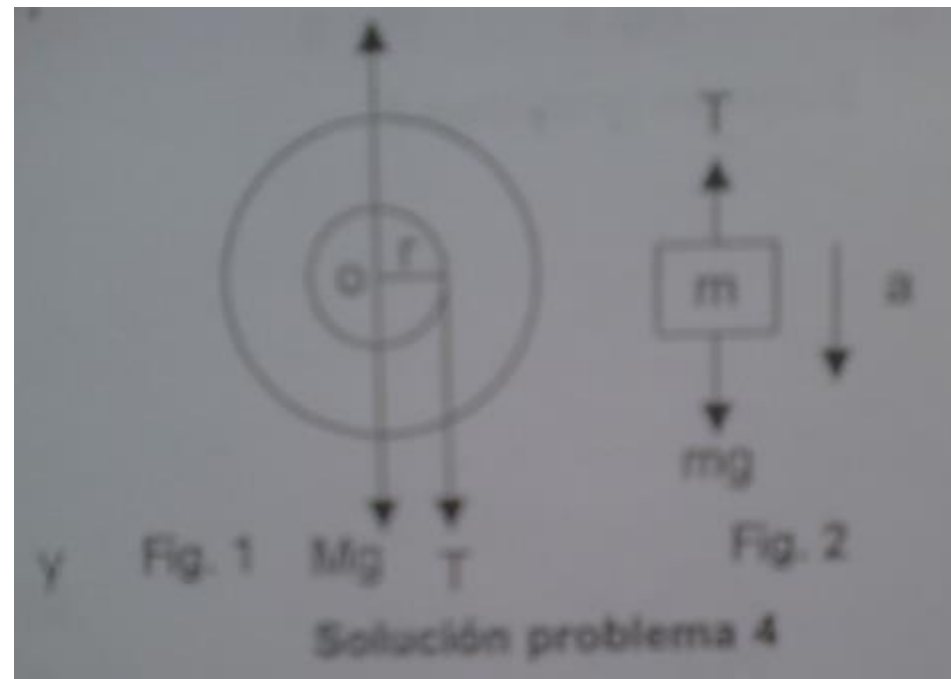 T
o r
m a
mg
y Fig. 1 Mg T Fig. 2
Solución problema 4